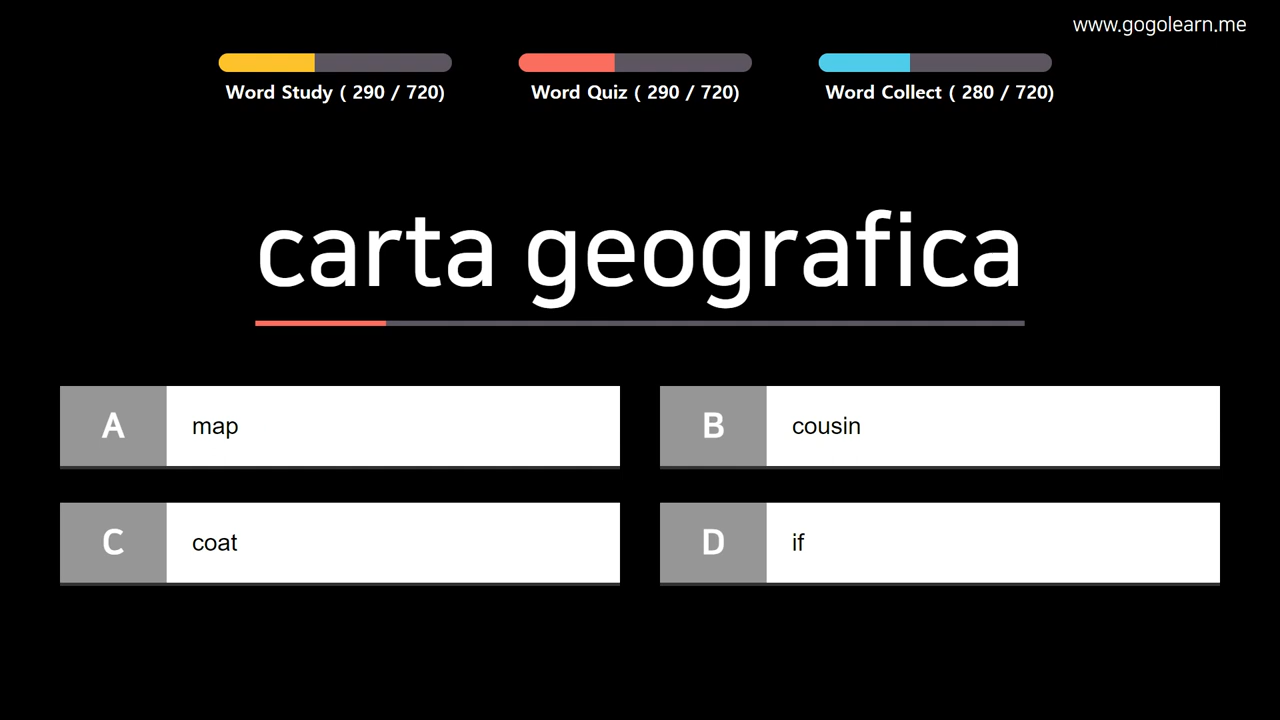 www.gogolearn.me
Word Study ( 290 / 720)
Word Quiz ( 290 / 720)
Word Collect ( 280 / 720)
carta geografica
A map
B cousin
C coat
D if